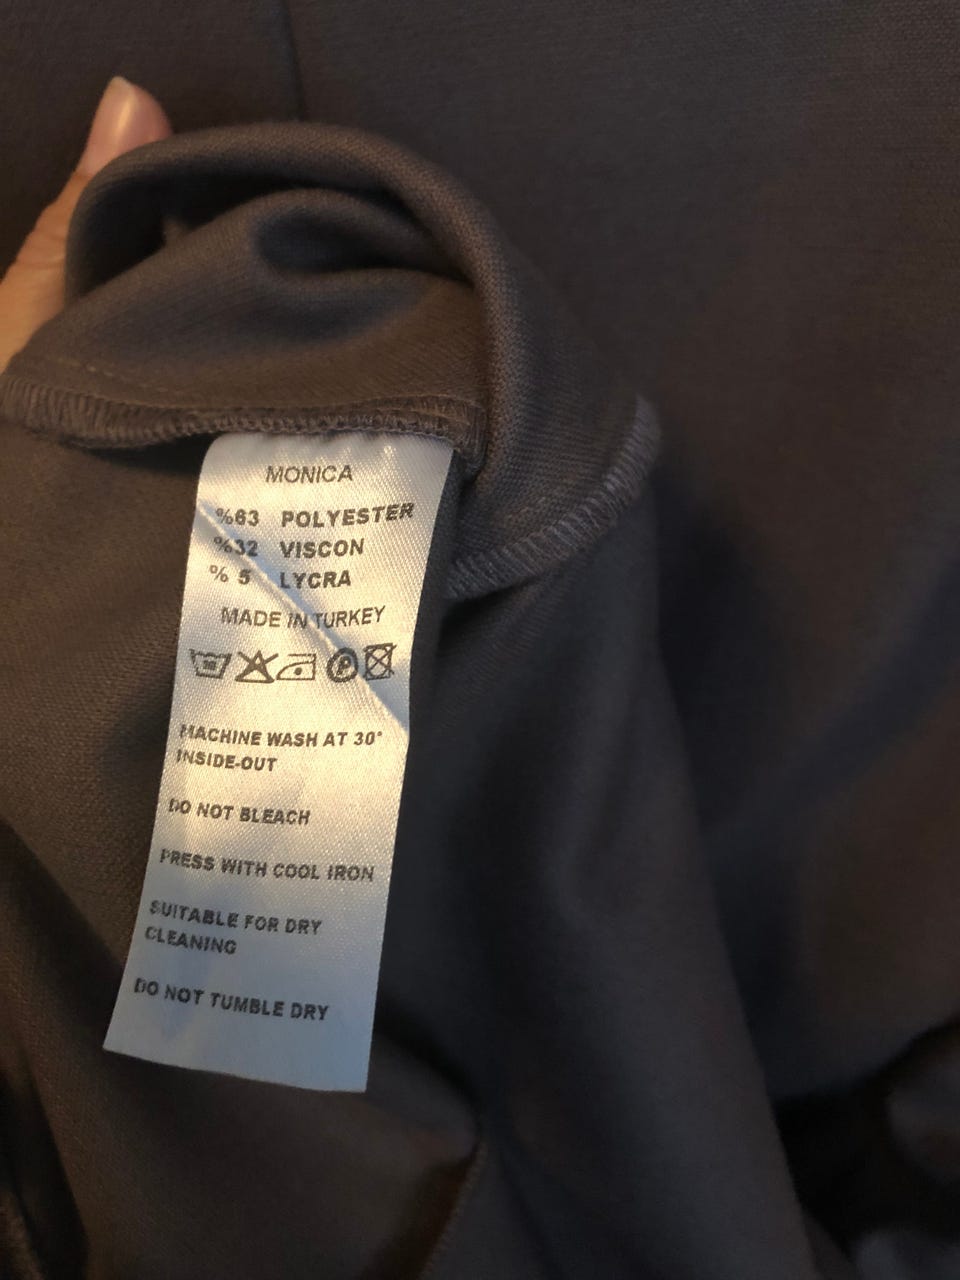 MONICA
%63 POLYESTER
%32 VISCON
% 5 LYCRA
MADE IN TURKEY
P
MACHINE WASH AT 30°
INSIDE-OUT
DO NOT BLEACH
PRESS WITH COOL IRON
SUITABLE FOR DRY
CLEANING
DO NOT TUMBLE DRY